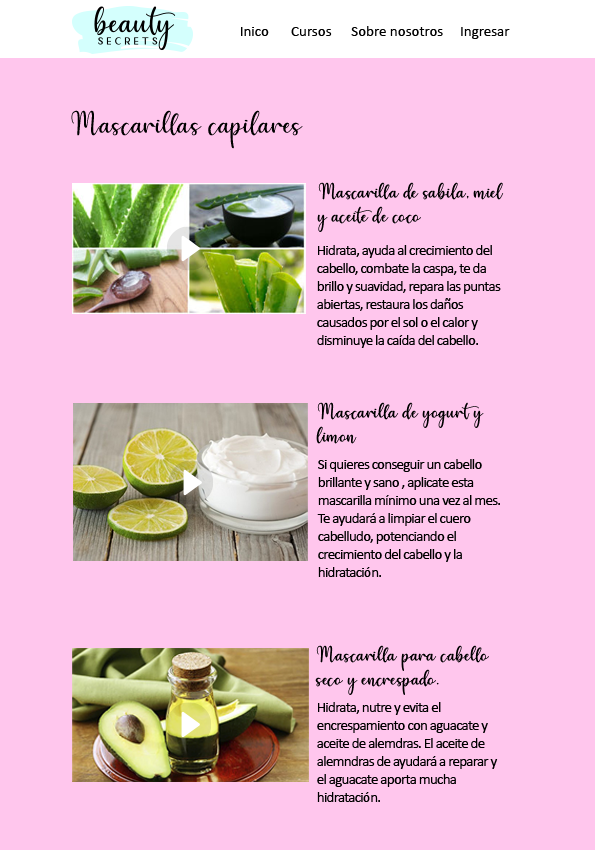 beauty
SECRETS
Inico Cursos Sobre nosotros Ingresar
Mascarillas capilares
Mascarilla de sabila, miel
y aceite de coco
Hidrata, ayuda al crecimiento del
cabello, combate la caspa, te da
brillo y suavidad, repara las puntas
abiertas, restaura los daños
causados por el sol o el calor y
disminuye la caída del cabello.
Mascarilla de yogurt y
limon
Si quieres conseguir un cabello
brillante y sano , aplicate esta
mascarilla mínimo una vez al mes.
Te ayudará a limpiar el cuero
cabelludo, potenciando el
crecimiento del cabello y la
hidratación.
Mascarilla para cabello
seco y encrespado.
Hidrata, nutre y evita el
encrespamiento con aguacate y
aceite de alemdras. El aceite de
alemndras de ayudará a reparar y
el aguacate aporta mucha
hidratación.